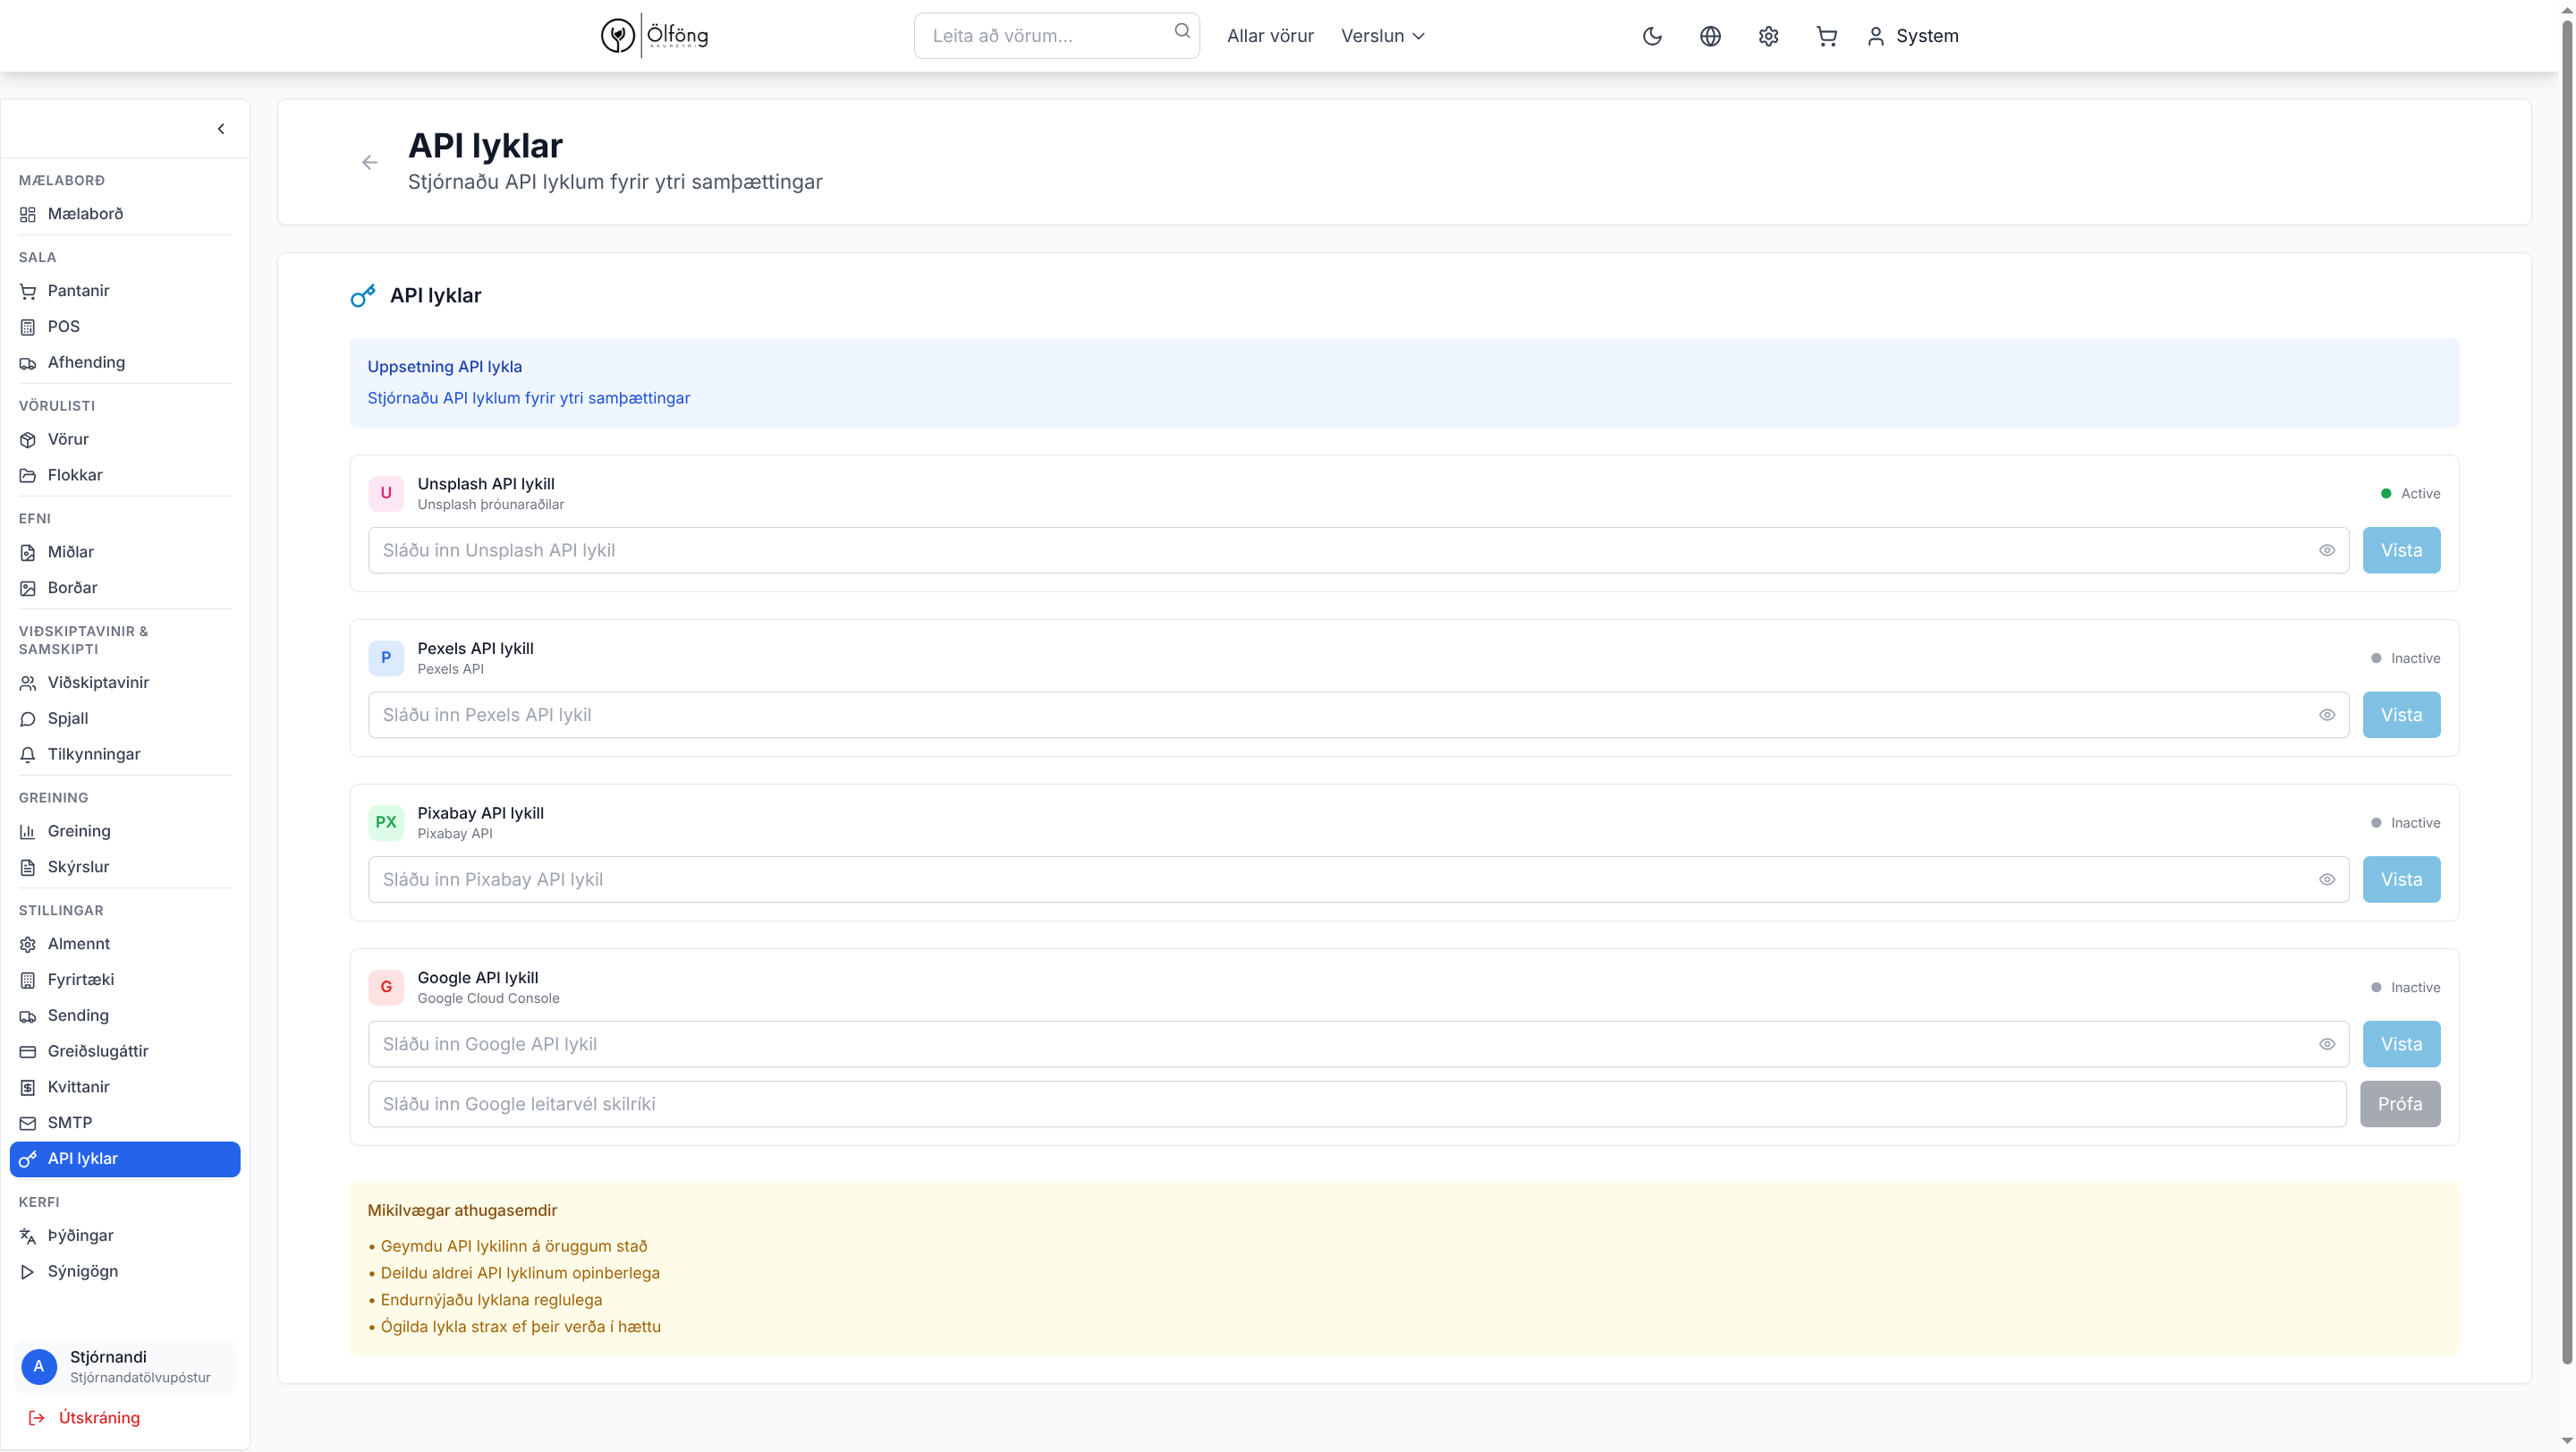 Ölföng
AKUREYRI
Leita að vörum...
Allar vörur
Verslun
System
MÆLABORÐ
Mælaborð
SALA
Pantanir
POS
Afhending
VÖRULISTI
Vörur
Flokkar
EFNI
Miðlar
Borðar
VIÐSKIPTAVINIR &
SAMSKIPTI
Viðskiptavinir
Spjall
Tilkynningar
GREINING
Greining
Skýrslur
STILLINGAR
Almennt
Fyrirtæki
Sending
Greiðslugáttir
Kvittanir
SMTP
API lyklar
KERFI
Þýðingar
Sýnigögn
A
Stjórnandi
Stjórnandatölvupóstur
Útskráning
API lyklar
Stjórnaðu API lyklum fyrir ytri samþættingar
API lyklar
Uppsetning API lykla
Stjórnaðu API lyklum fyrir ytri samþættingar
U
Unsplash API lykill
Unsplash þróunaraðilar
Active
Sláðu inn Unsplash API lykil
Vista
P
Pexels API lykill
Pexels API
Inactive
Sláðu inn Pexels API lykil
Vista
PX
Pixabay API lykill
Pixabay API
Inactive
Sláðu inn Pixabay API lykil
Vista
G
Google API lykill
Google Cloud Console
Inactive
Sláðu inn Google API lykil
Vista
Sláðu inn Google leitarvél skilríki
Prófa
Mikilvægar athugasemdir
• Geymdu API lykilinn á öruggum stað
• Deildu aldrei API lyklinum opinberlega
• Endurnýjaðu lyklana reglulega
• Ógilda lykla strax ef þeir verða í hættu